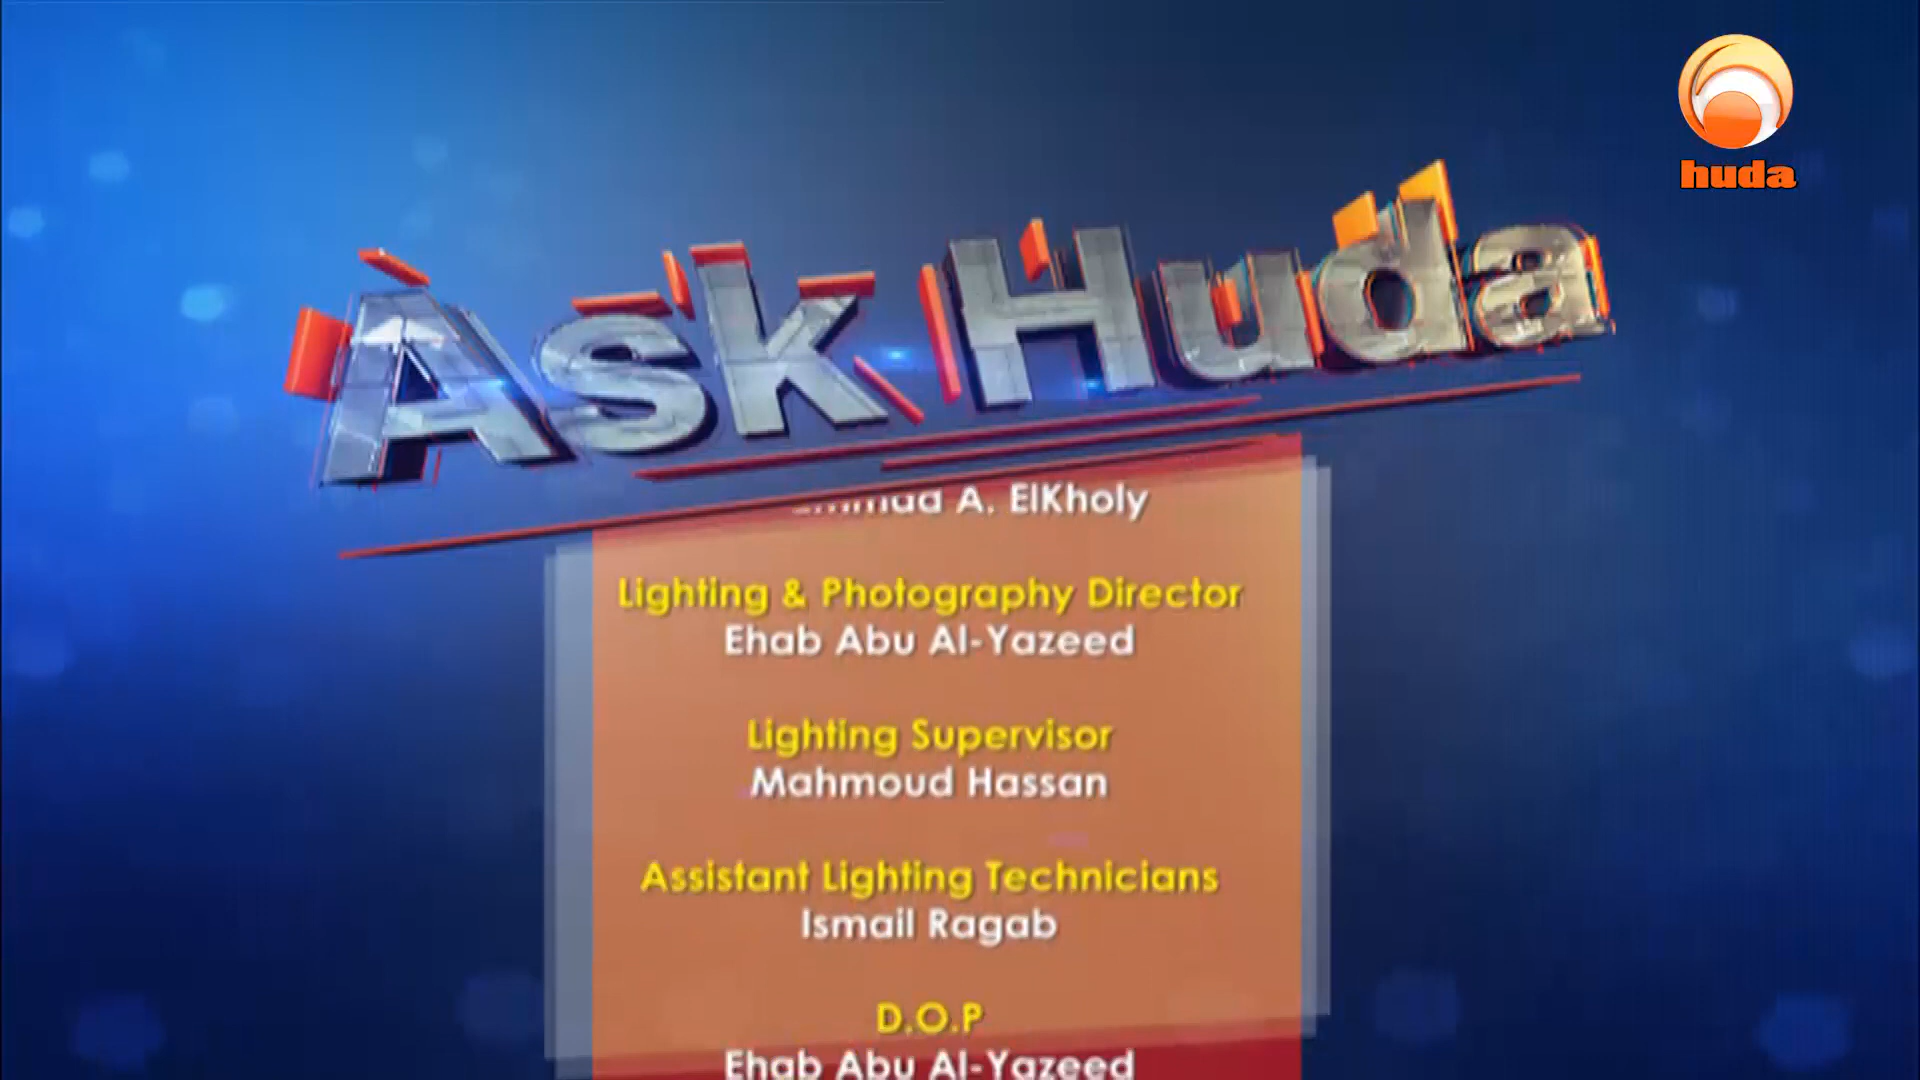 huda
Ask Huda
A. ElKholy
Lighting & Photography Director
Ehab Abu Al-Yazeed
Lighting Supervisor
Mahmoud Hassan
Assistant Lighting Technicians
Ismail Ragab
D.O.P
Ehab Abu Al-Yazeed